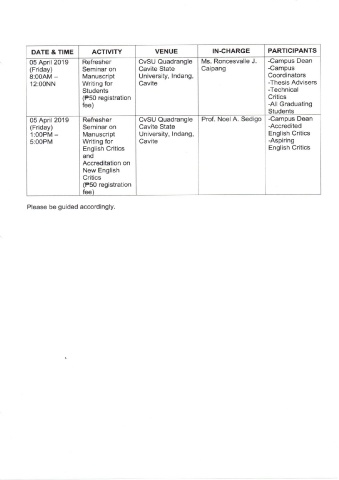 DATE & TIME ACTIVITY VENUE IN-CHARGE PARTICIPANTS
05 April 2019 Refresher CvSU Quadrangle Ms. Roncesvalle J. -Campus Dean
(Friday) Seminar on Cavite State Caipang -Campus
8:00AM – Manuscript University, Indang, Coordinators
12:00NN Writing for Cavite -Thesis Advisers
Students -Technical
(₱50 registration Critics
fee) -All Graduating
Students
05 April 2019 Refresher CvSU Quadrangle Prof. Noel A. Sedigo -Campus Dean
(Friday) Seminar on Cavite State -Accredited
1:00PM – Manuscript University, Indang, English Critics
5:00PM Writing for Cavite -Aspiring
English Critics English Critics
and
Accreditation on
New English
Critics
(₱50 registration
fee)
Please be guided accordingly.